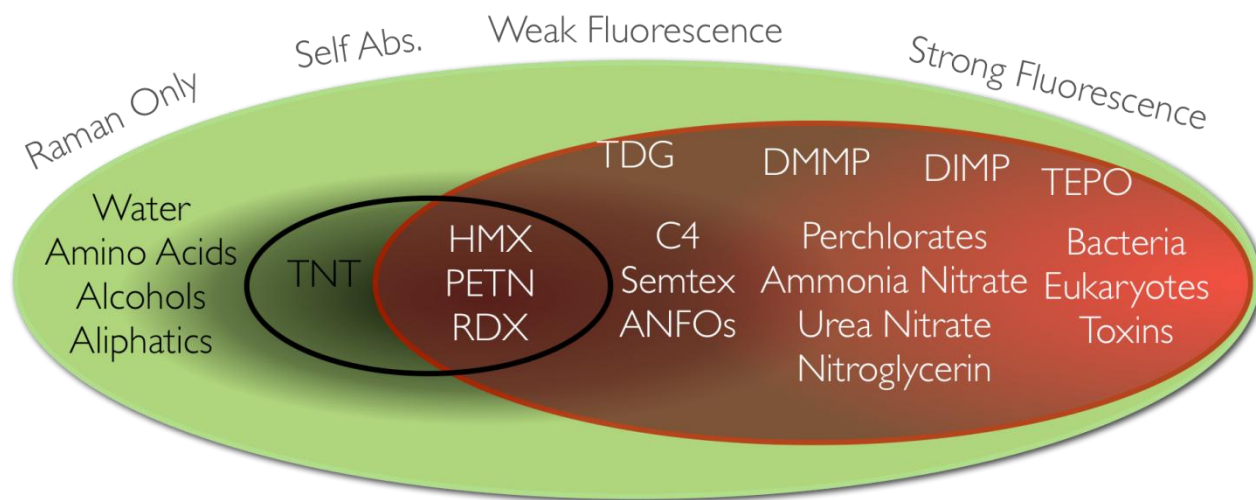 Raman Only
Self Abs.
Weak Fluorescence
Strong Fluorescence
Water
Amino Acids
Alcohols
Aliphatics
TNT
HMX
PETN
RDX
TDG
C4
Semtex
ANFOs
DMMP
DIMP
Perchlorates
Ammonia Nitrate
Urea Nitrate
Nitroglycerin
TEPO
Bacteria
Eukaryotes
Toxins